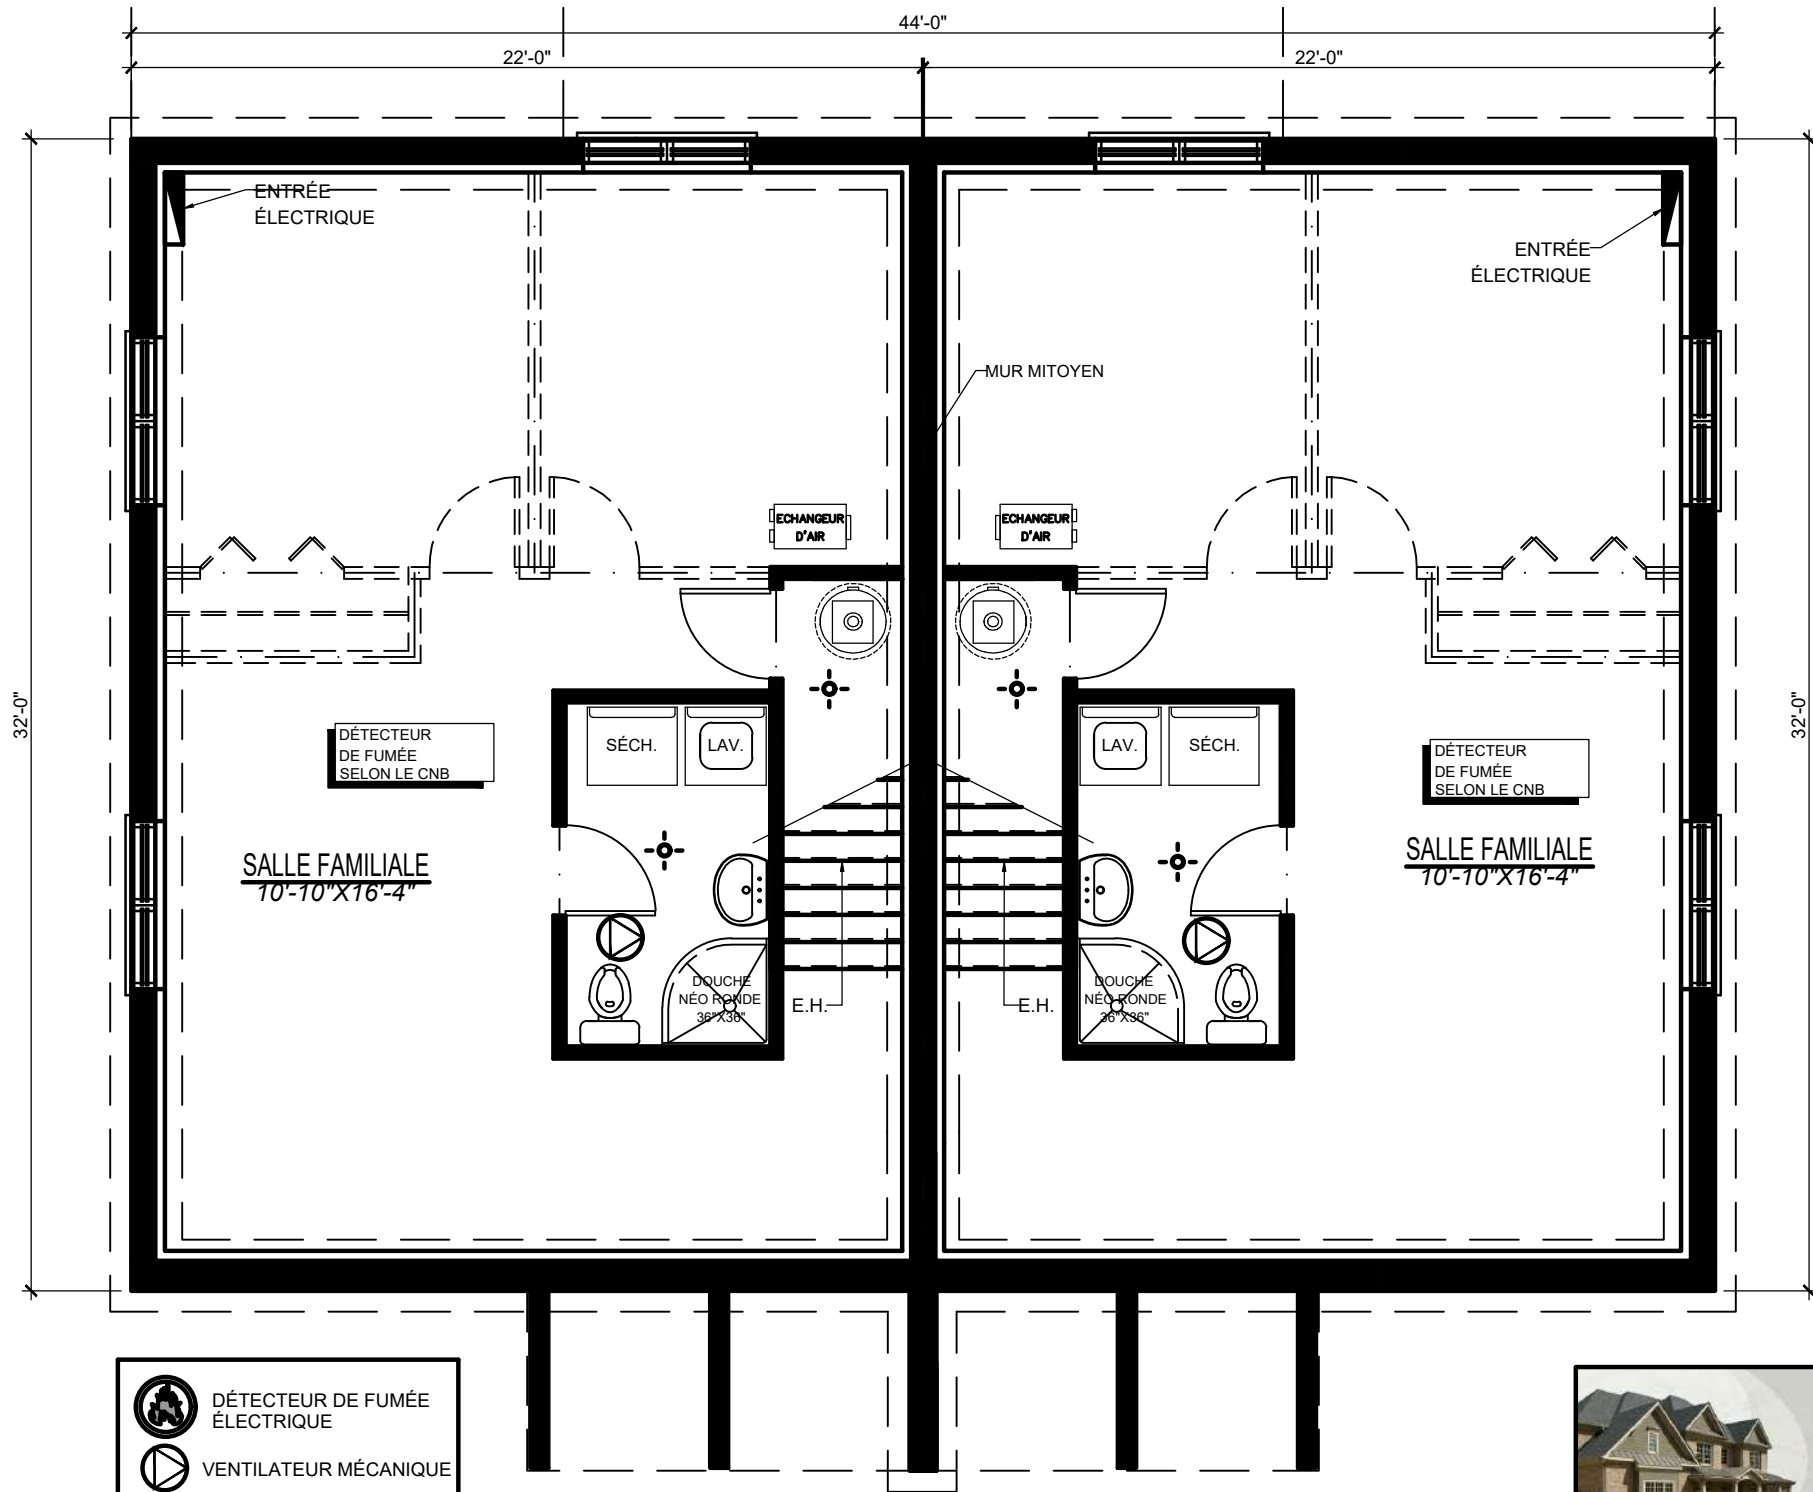 44'-0"
22'-0"
22'-0"
ENTRÉE
ÉLECTRIQUE
ENTRÉE
ÉLECTRIQUE
MUR MITOYEN
ECHANGEUR
D'AIR
ECHANGEUR
D'AIR
32'-0"
32'-0"
DÉTECTEUR
DE FUMÉE
SELON LE CNB
SÉCH.
LAV.
LAV.
SÉCH.
DÉTECTEUR
DE FUMÉE
SELON LE CNB
SALLE FAMILIALE
10'-10"X16'-4"
SALLE FAMILIALE
10'-10"X16'-4"
DOUCHE
NÉO RONDE
36"X36"
E.H.
E.H.
DOUCHE
NÉO RONDE
36"X36"
DÉTECTEUR DE FUMÉE
ÉLECTRIQUE
VENTILATEUR MÉCANIQUE